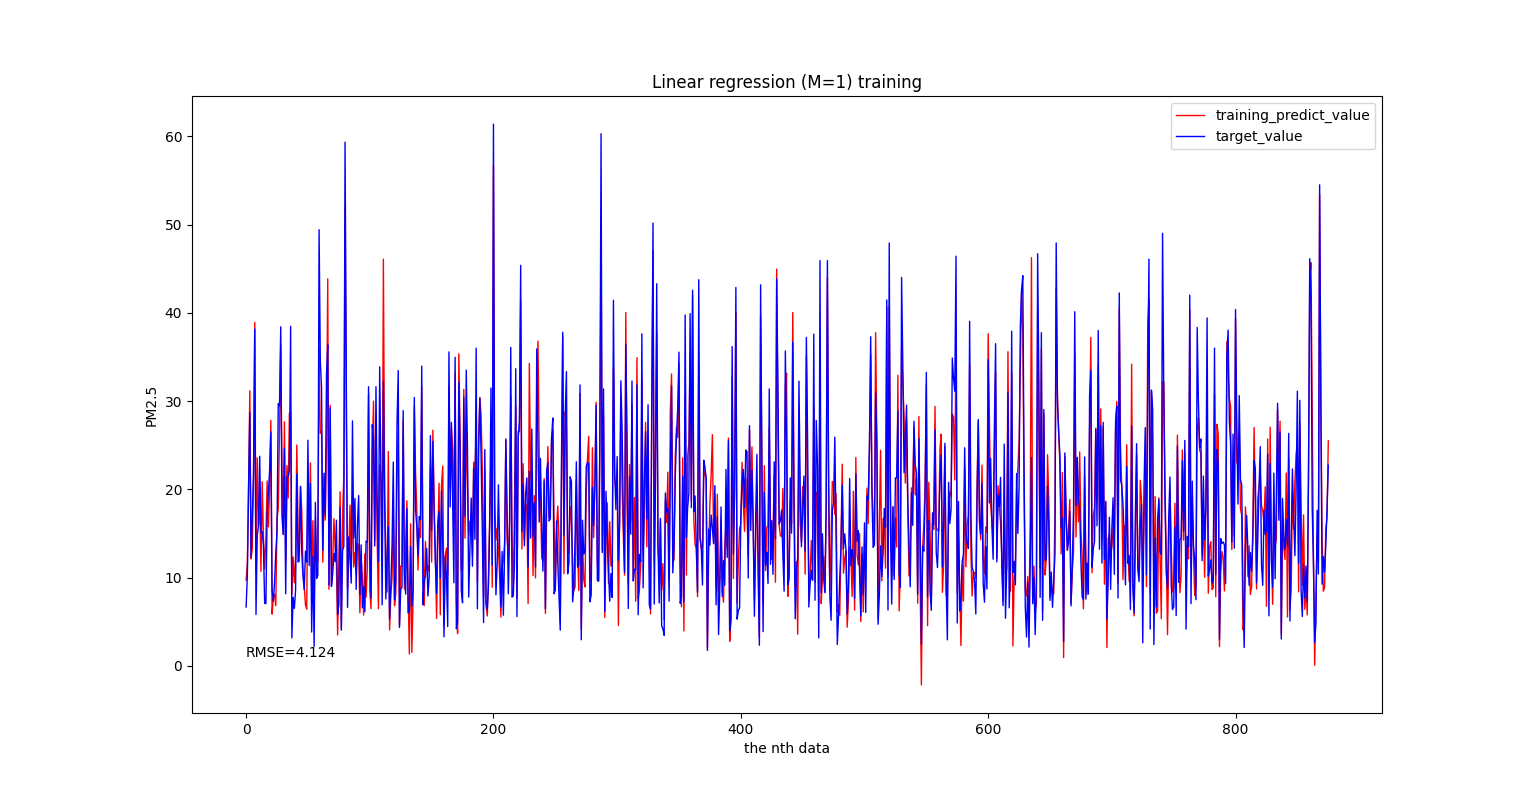 Linear regression (M=1) training
training_predict_value
target_value
PM2.5
60
50
40
30
20
10
0
RMSE=4.124
0 200 400 600 800
the nth data